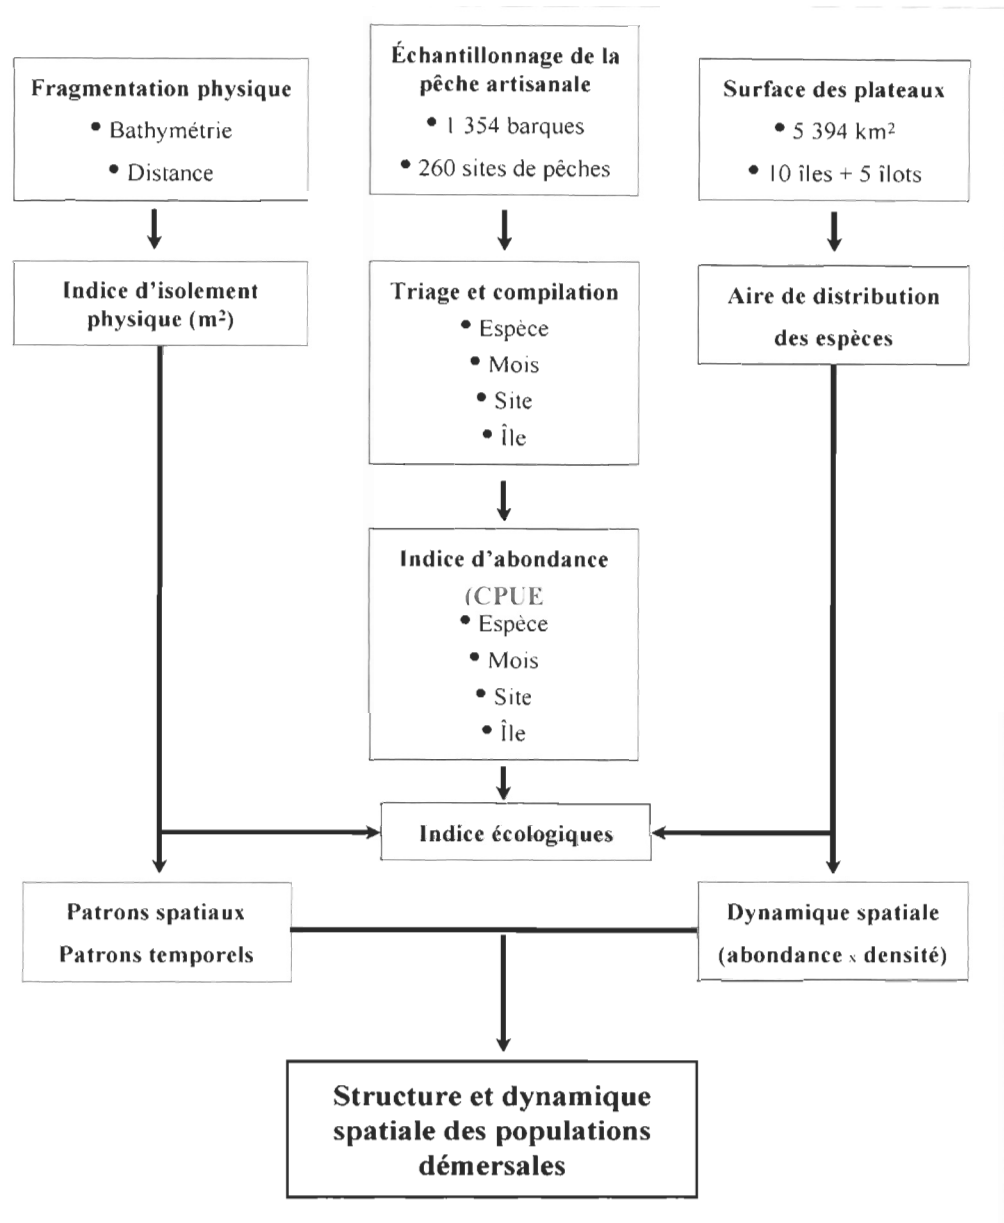 Fragmentation physique
• Bathymétrie
• Distance
Échantillonnage de la
pêche artisanale
• 1 354 barques
• 260 sites de pêches
Surface des plateaux
• 5 394 km²
• 10 îles + 5 îlots
Indice d'isolement
physique (m²)
Triage et compilation
• Espèce
• Mois
• Site
• Île
Aire de distribution
des espèces
Indice d'abondance
(CPUE
• Espèce
• Mois
• Site
• Île
Indice écologiques
Patrons spatiaux
Patrons temporels
Dynamique spatiale
(abondance x densité)
Structure et dynamique
spatiale des populations
démersales